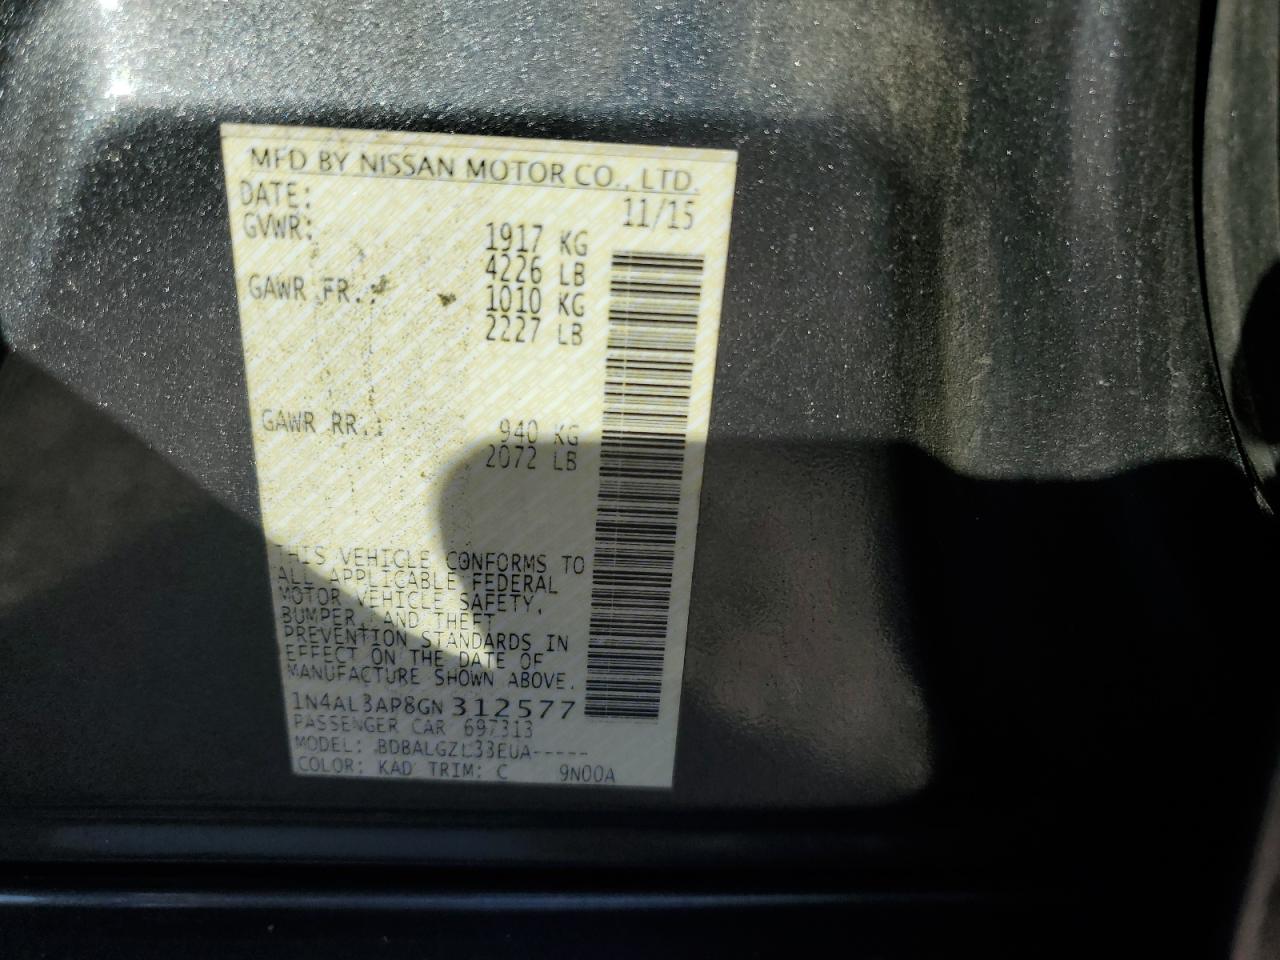 MFD BY NISSAN MOTOR CO., LTD.
DATE: 11/15
GVWR: 1917 KG
4226 LB
GAWR FR.: 1010 KG
2227 LB
GAWR RR.: 940 KG
2072 LB
THIS VEHICLE CONFORMS TO
ALL APPLICABLE FEDERAL
MOTOR VEHICLE SAFETY,
BUMPER, AND THEFT
PREVENTION STANDARDS IN
EFFECT ON THE DATE OF
MANUFACTURE SHOWN ABOVE.
1N4AL3AP8GN312577
PASSENGER CAR 697313
MODEL: BDBALGZL33EUA-----
COLOR: KAD TRIM: C 9N00A